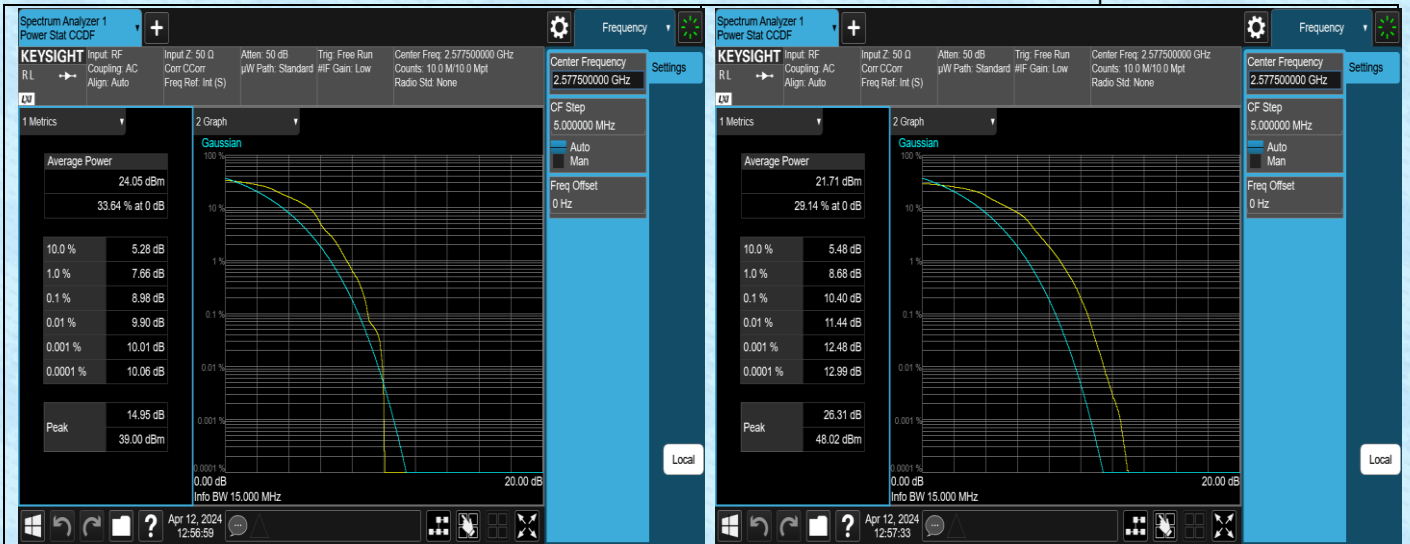 Spectrum Analyzer 1
Power Stat CCDF
+
Frequency
KEYSIGHT
RL
LXI
Input: RF
Coupling: AC
Align: Auto
Input Z: 50 Ω
Corr CCorr
Freq Ref: Int (S)
Atten: 50 dB
µW Path: Standard
Trig: Free Run
#IF Gain: Low
Center Freq: 2.577500000 GHz
Counts: 10.0 M/10.0 Mpt
Radio Std: None
Center Frequency
2.577500000 GHz
Settings
CF Step
5.000000 MHz
Auto
Man
Freq Offset
0 Hz
Local
1 Metrics
Average Power
24.05 dBm
33.64 % at 0 dB
10.0 % 5.28 dB
1.0 % 7.66 dB
0.1 % 8.98 dB
0.01 % 9.90 dB
0.001 % 10.01 dB
0.0001 % 10.06 dB
Peak
14.95 dB
39.00 dBm
2 Graph
Gaussian
100 %
10 %
1 %
0.1 %
0.01 %
0.001 %
0.0001 %
0.00 dB 20.00 dB
Info BW 15.000 MHz
?
Apr 12, 2024
12:56:59
Spectrum Analyzer 1
Power Stat CCDF
+
Frequency
KEYSIGHT
RL
LXI
Input: RF
Coupling: AC
Align: Auto
Input Z: 50 Ω
Corr CCorr
Freq Ref: Int (S)
Atten: 50 dB
µW Path: Standard
Trig: Free Run
#IF Gain: Low
Center Freq: 2.577500000 GHz
Counts: 10.0 M/10.0 Mpt
Radio Std: None
Center Frequency
2.577500000 GHz
Settings
CF Step
5.000000 MHz
Auto
Man
Freq Offset
0 Hz
Local
1 Metrics
Average Power
21.71 dBm
29.14 % at 0 dB
10.0 % 5.48 dB
1.0 % 8.68 dB
0.1 % 10.40 dB
0.01 % 11.44 dB
0.001 % 12.48 dB
0.0001 % 12.99 dB
Peak
26.31 dB
48.02 dBm
2 Graph
Gaussian
100 %
10 %
1 %
0.1 %
0.01 %
0.001 %
0.0001 %
0.00 dB 20.00 dB
Info BW 15.000 MHz
?
Apr 12, 2024
12:57:33